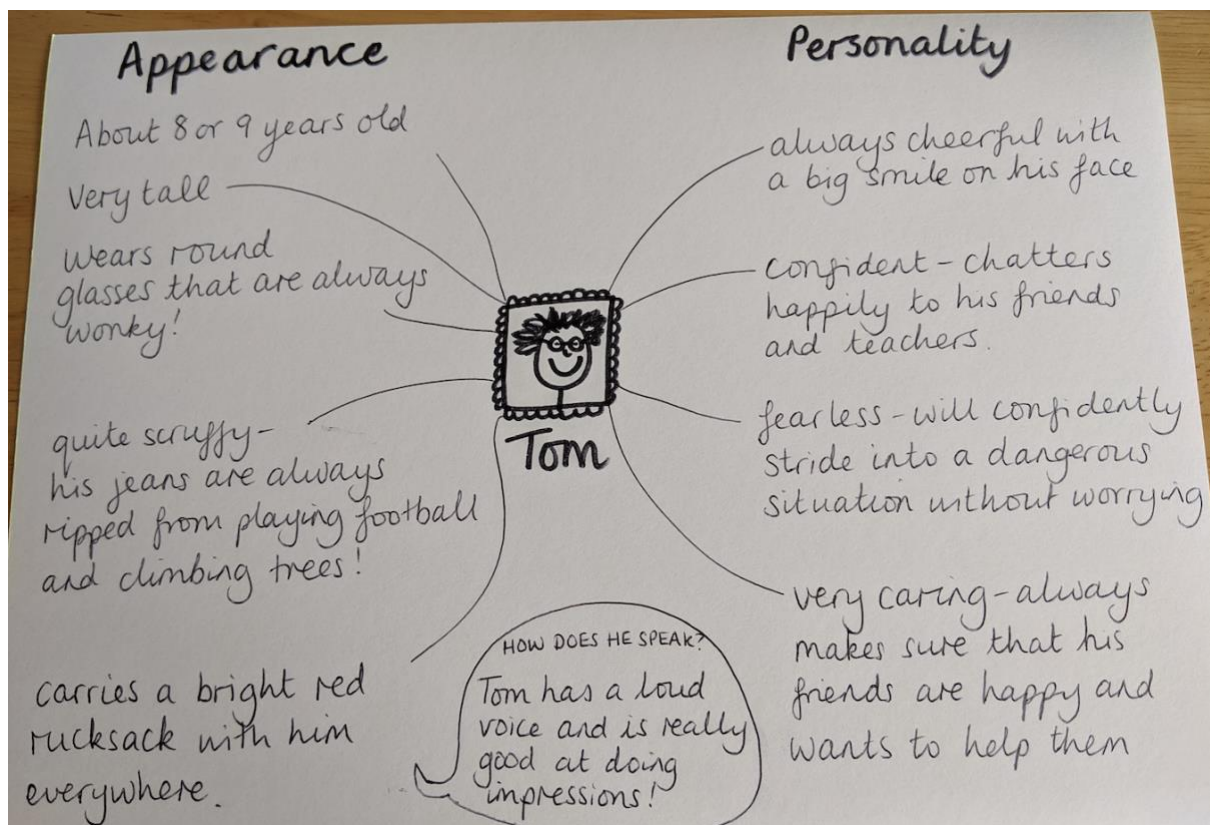 Appearance
About 8 or 9 years old
Very tall
Wears round
glasses that are always
wonky!
quite scruffy-
his jeans are always
ripped from playing football
and climbing trees!
carries a bright red
rucksack with him
everywhere.
Tom
HOW DOES HE SPEAK?
Tom has a loud
voice and is really
good at doing
impressions!
Personality
always cheerful with
a big smile on his face
confident - chatters
happily to his friends
and teachers.
fearless - will confidently
stride into a dangerous
situation without worrying
very caring - always
makes sure that his
friends are happy and
wants to help them